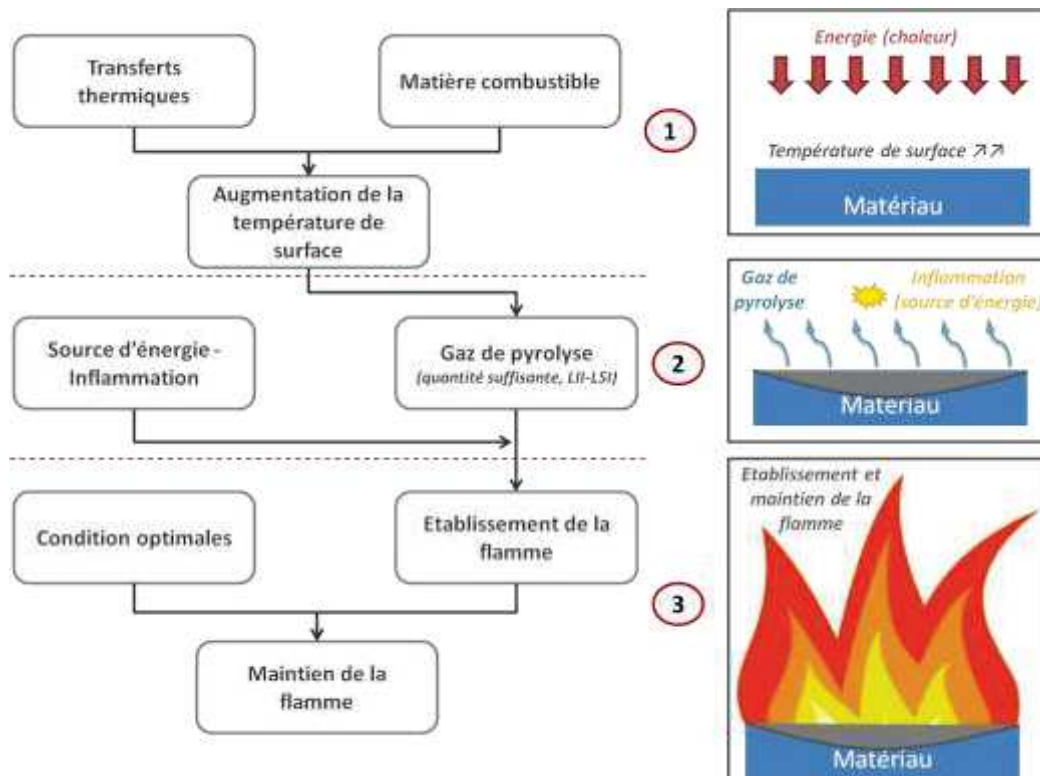 Transferts
thermiques
Matière combustible
1
Energie (choleur)
Température de surface ↗↗
Matériau
Augmentation de la
température de
surface
Source d'énergie -
Inflammation
Gaz de pyrolyse
(quantité suffisante, LII-LSI)
2
Gaz de
pyrolyse
Inflammation
(source d'énergie)
Matériau
Condition optimales
Etablissement de la
flamme
3
Etablissement et
maintien de la
flamme
Maintien de la
flamme
Matériau